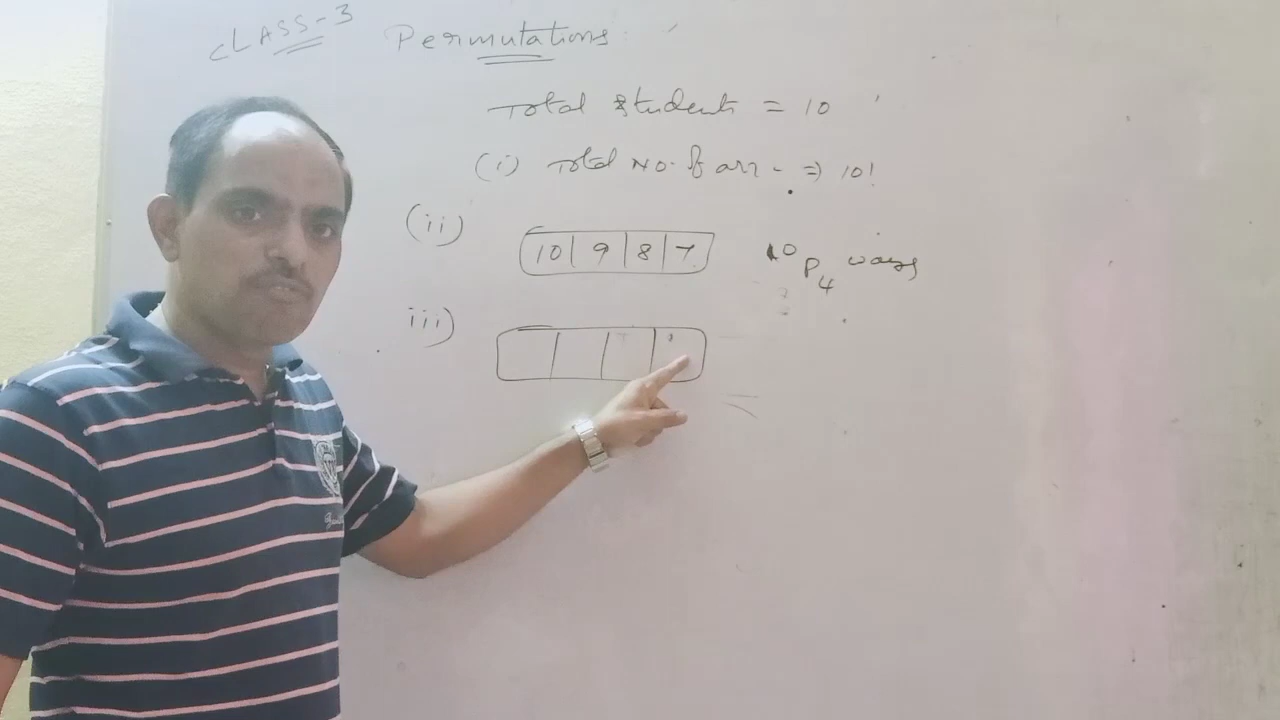 CLASS-3
Permutations:
Total students = 10
(i) Total No. of arr. => 10!
(ii) 10 9 8 7 10P4 ways
iii)